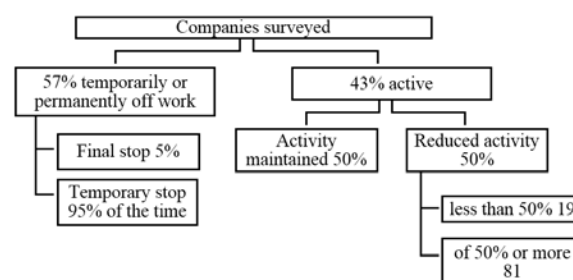 Companies surveyed
57% temporarily or
permanently off work
43% active
Final stop 5%
Temporary stop
95% of the time
Activity
maintained 50%
Reduced activity
50%
less than 50% 19
of 50% or more
81